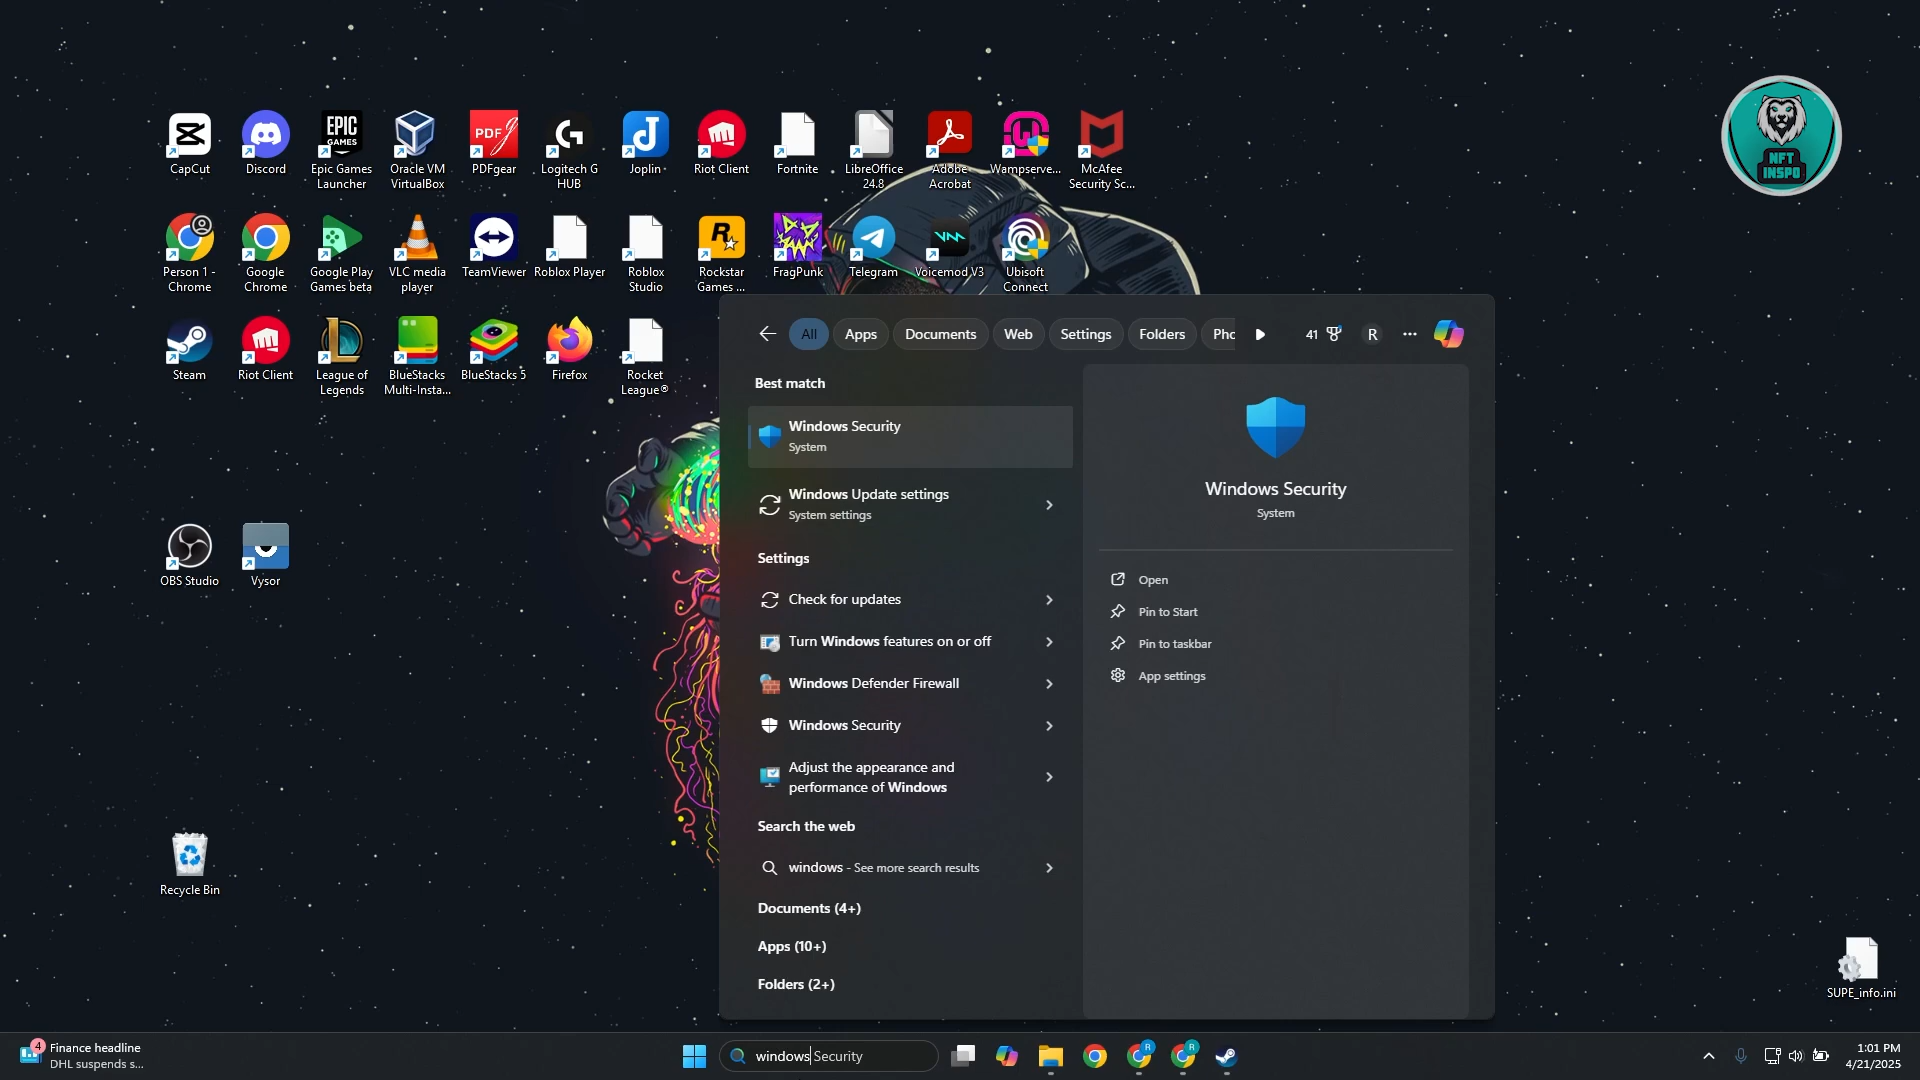 CapCut
Discord
EPIC
GAMES
Epic Games
Launcher
Oracle VM
VirtualBox
PDF
PDFgear
Logitech G
HUB
Joplin
Riot Client
Fortnite
LibreOffice
24.8
Adobe
Acrobat
Wampserve...
McAfee
Security Sc...
NFT
INSPO
Person 1 -
Chrome
Google
Chrome
Google Play
Games beta
VLC media
player
TeamViewer
Roblox Player
Roblox
Studio
Rockstar
Games ...
FragPunk
Telegram
Voicemod V3
Ubisoft
Connect
Steam
Riot Client
League of
Legends
BlueStacks
Multi-Insta...
BlueStacks 5
Firefox
Rocket
League®
OBS Studio
Vysor
Recycle Bin
All
Apps
Documents
Web
Settings
Folders
Pho
41
R
Best match
Windows Security
System
Windows Update settings
System settings
Settings
Check for updates
Turn Windows features on or off
Windows Defender Firewall
Windows Security
Adjust the appearance and
performance of Windows
Search the web
windows - See more search results
Documents (4+)
Apps (10+)
Folders (2+)
Windows Security
System
Open
Pin to Start
Pin to taskbar
App settings
SUPE_info.ini
4
Finance headline
DHL suspends s...
windows Security
R
R
1:01 PM
4/21/2025